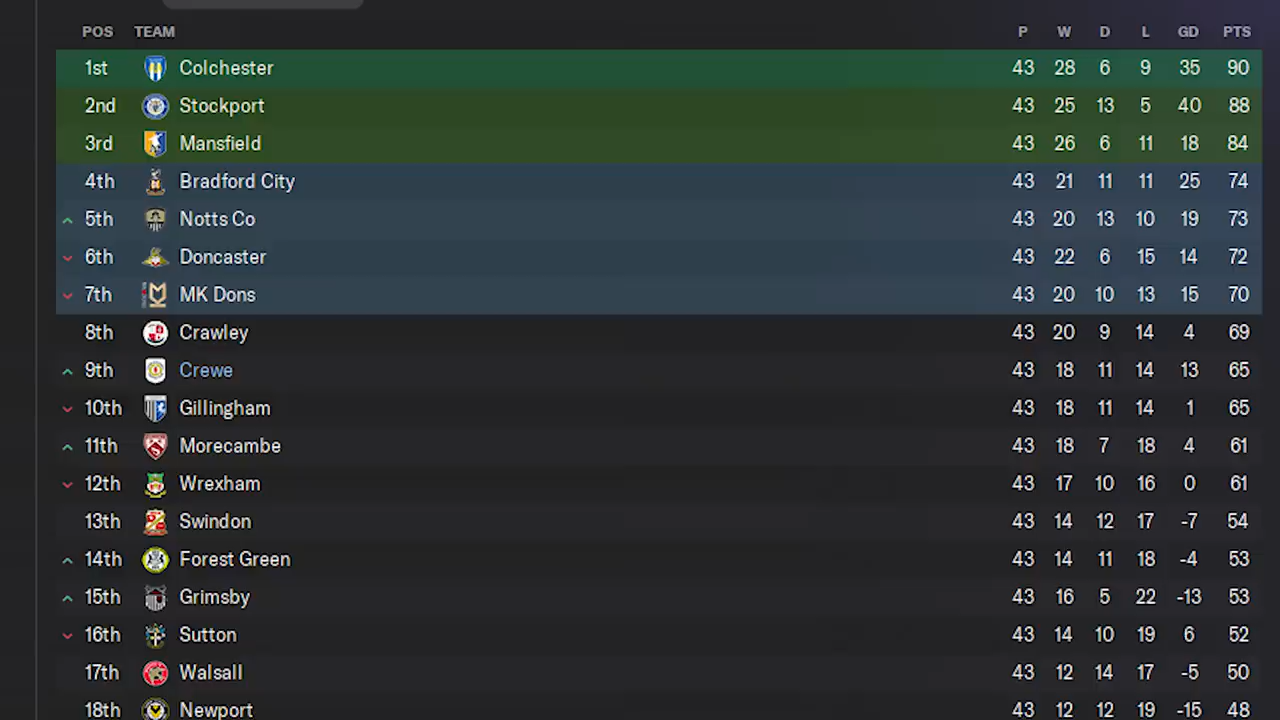 POS TEAM P W D L GD PTS
1st Colchester 43 28 6 9 35 90
2nd Stockport 43 25 13 5 40 88
3rd Mansfield 43 26 6 11 18 84
4th Bradford City 43 21 11 11 25 74
5th Notts Co 43 20 13 10 19 73
6th Doncaster 43 22 6 15 14 72
7th MK Dons 43 20 10 13 15 70
8th Crawley 43 20 9 14 4 69
9th Crewe 43 18 11 14 13 65
10th Gillingham 43 18 11 14 1 65
11th Morecambe 43 18 7 18 4 61
12th Wrexham 43 17 10 16 0 61
13th Swindon 43 14 12 17 -7 54
14th Forest Green 43 14 11 18 -4 53
15th Grimsby 43 16 5 22 -13 53
16th Sutton 43 14 10 19 6 52
17th Walsall 43 12 14 17 -5 50
18th Newport 43 12 12 19 -15 48